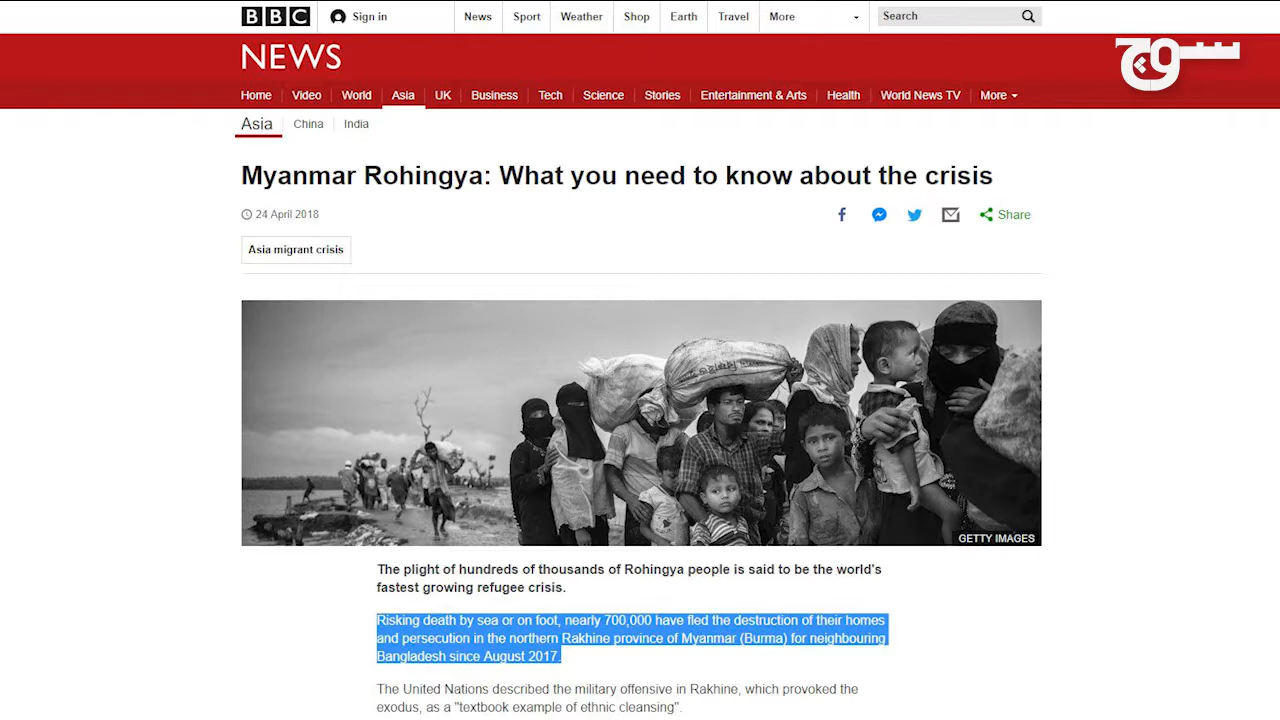 BBC Sign in News Sport Weather Shop Earth Travel More Search
سوچ
NEWS
Home Video World Asia UK Business Tech Science Stories Entertainment & Arts Health World News TV More
Asia China India
Myanmar Rohingya: What you need to know about the crisis
24 April 2018
Share
Asia migrant crisis
GETTY IMAGES
The plight of hundreds of thousands of Rohingya people is said to be the world's
fastest growing refugee crisis.
Risking death by sea or on foot, nearly 700,000 have fled the destruction of their homes
and persecution in the northern Rakhine province of Myanmar (Burma) for neighbouring
Bangladesh since August 2017.
The United Nations described the military offensive in Rakhine, which provoked the
exodus, as a "textbook example of ethnic cleansing".